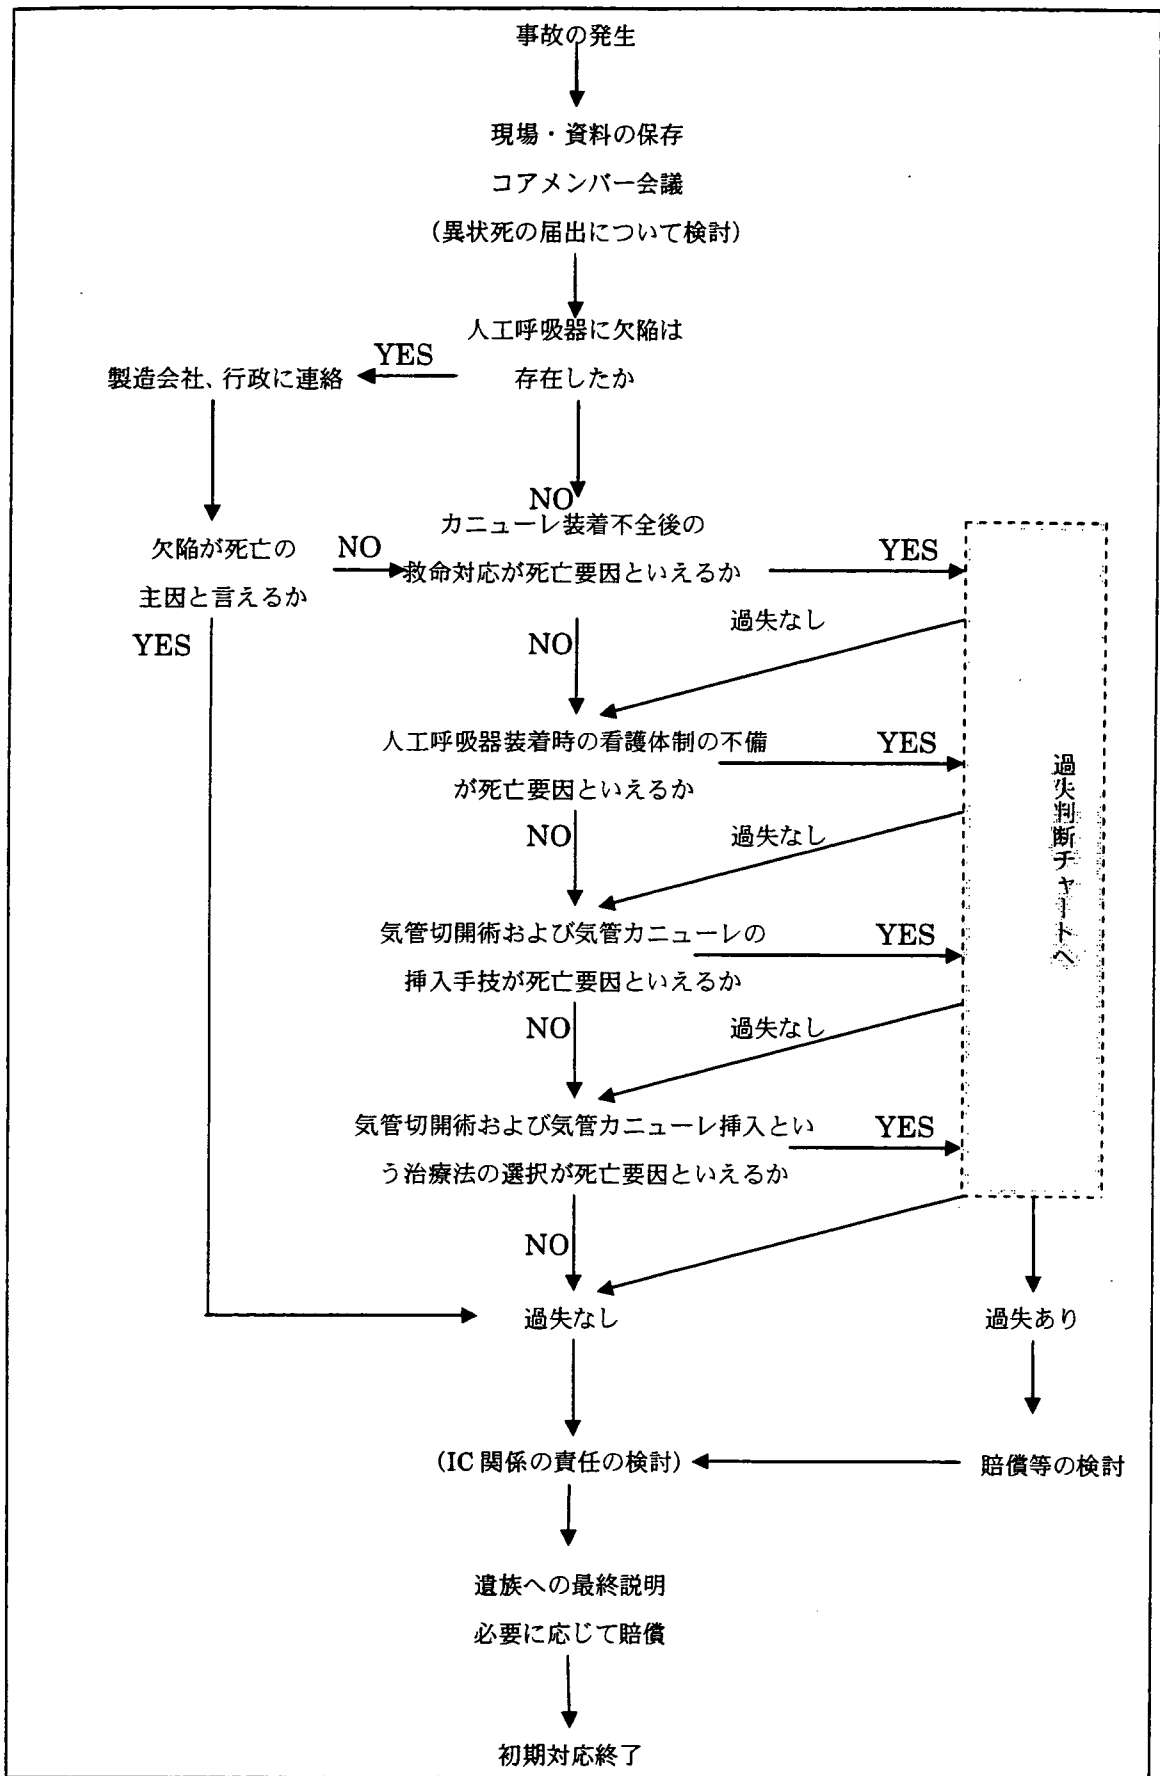 事故の発生
現場・資料の保存
コアメンバー会議
(異状死の届出について検討)
人工呼吸器に欠陥は
存在したか
YES
製造会社、行政に連絡
NO
欠陥が死亡の
主因と言えるか
NO
YES
カニューレ装着不全後の
救命対応が死亡要因といえるか
YES
過失なし
NO
人工呼吸器装着時の看護体制の不備
が死亡要因といえるか
YES
過失なし
NO
気管切開術および気管カニューレの
挿入手技が死亡要因といえるか
YES
過失なし
NO
気管切開術および気管カニューレ挿入とい
う治療法の選択が死亡要因といえるか
YES
NO
過失判断チャートへ
過失なし
過失あり
(IC 関係の責任の検討)
賠償等の検討
遺族への最終説明
必要に応じて賠償
初期対応終了